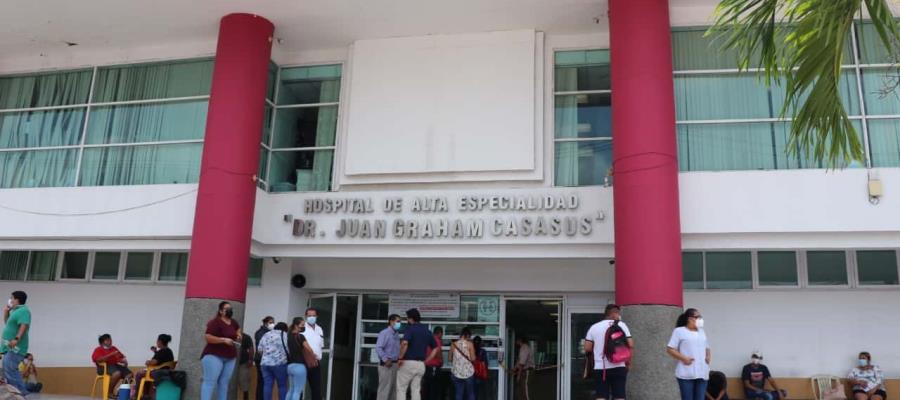 HOSPITAL DE ALTA ESPECIALIDAD
"DR. JUAN GRAHAM CASASUS"